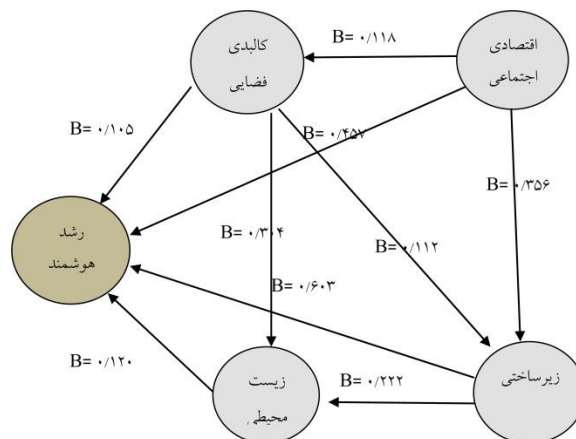 اقتصادی
اجتماعی
B= ۰/۱۱۸
کالبدی
فضایی
B= ۰/۱۰۵
B= ۰/۴۵۷
B= ۰/۳۵۶
رشد
هوشمند
B= ۰/۳۰۴
B= ۰/۱۱۲
B= ۰/۶۰۳
B= ۰/۱۲۰
زیست
محیطی
B= ۰/۲۲۲
زیرساختی